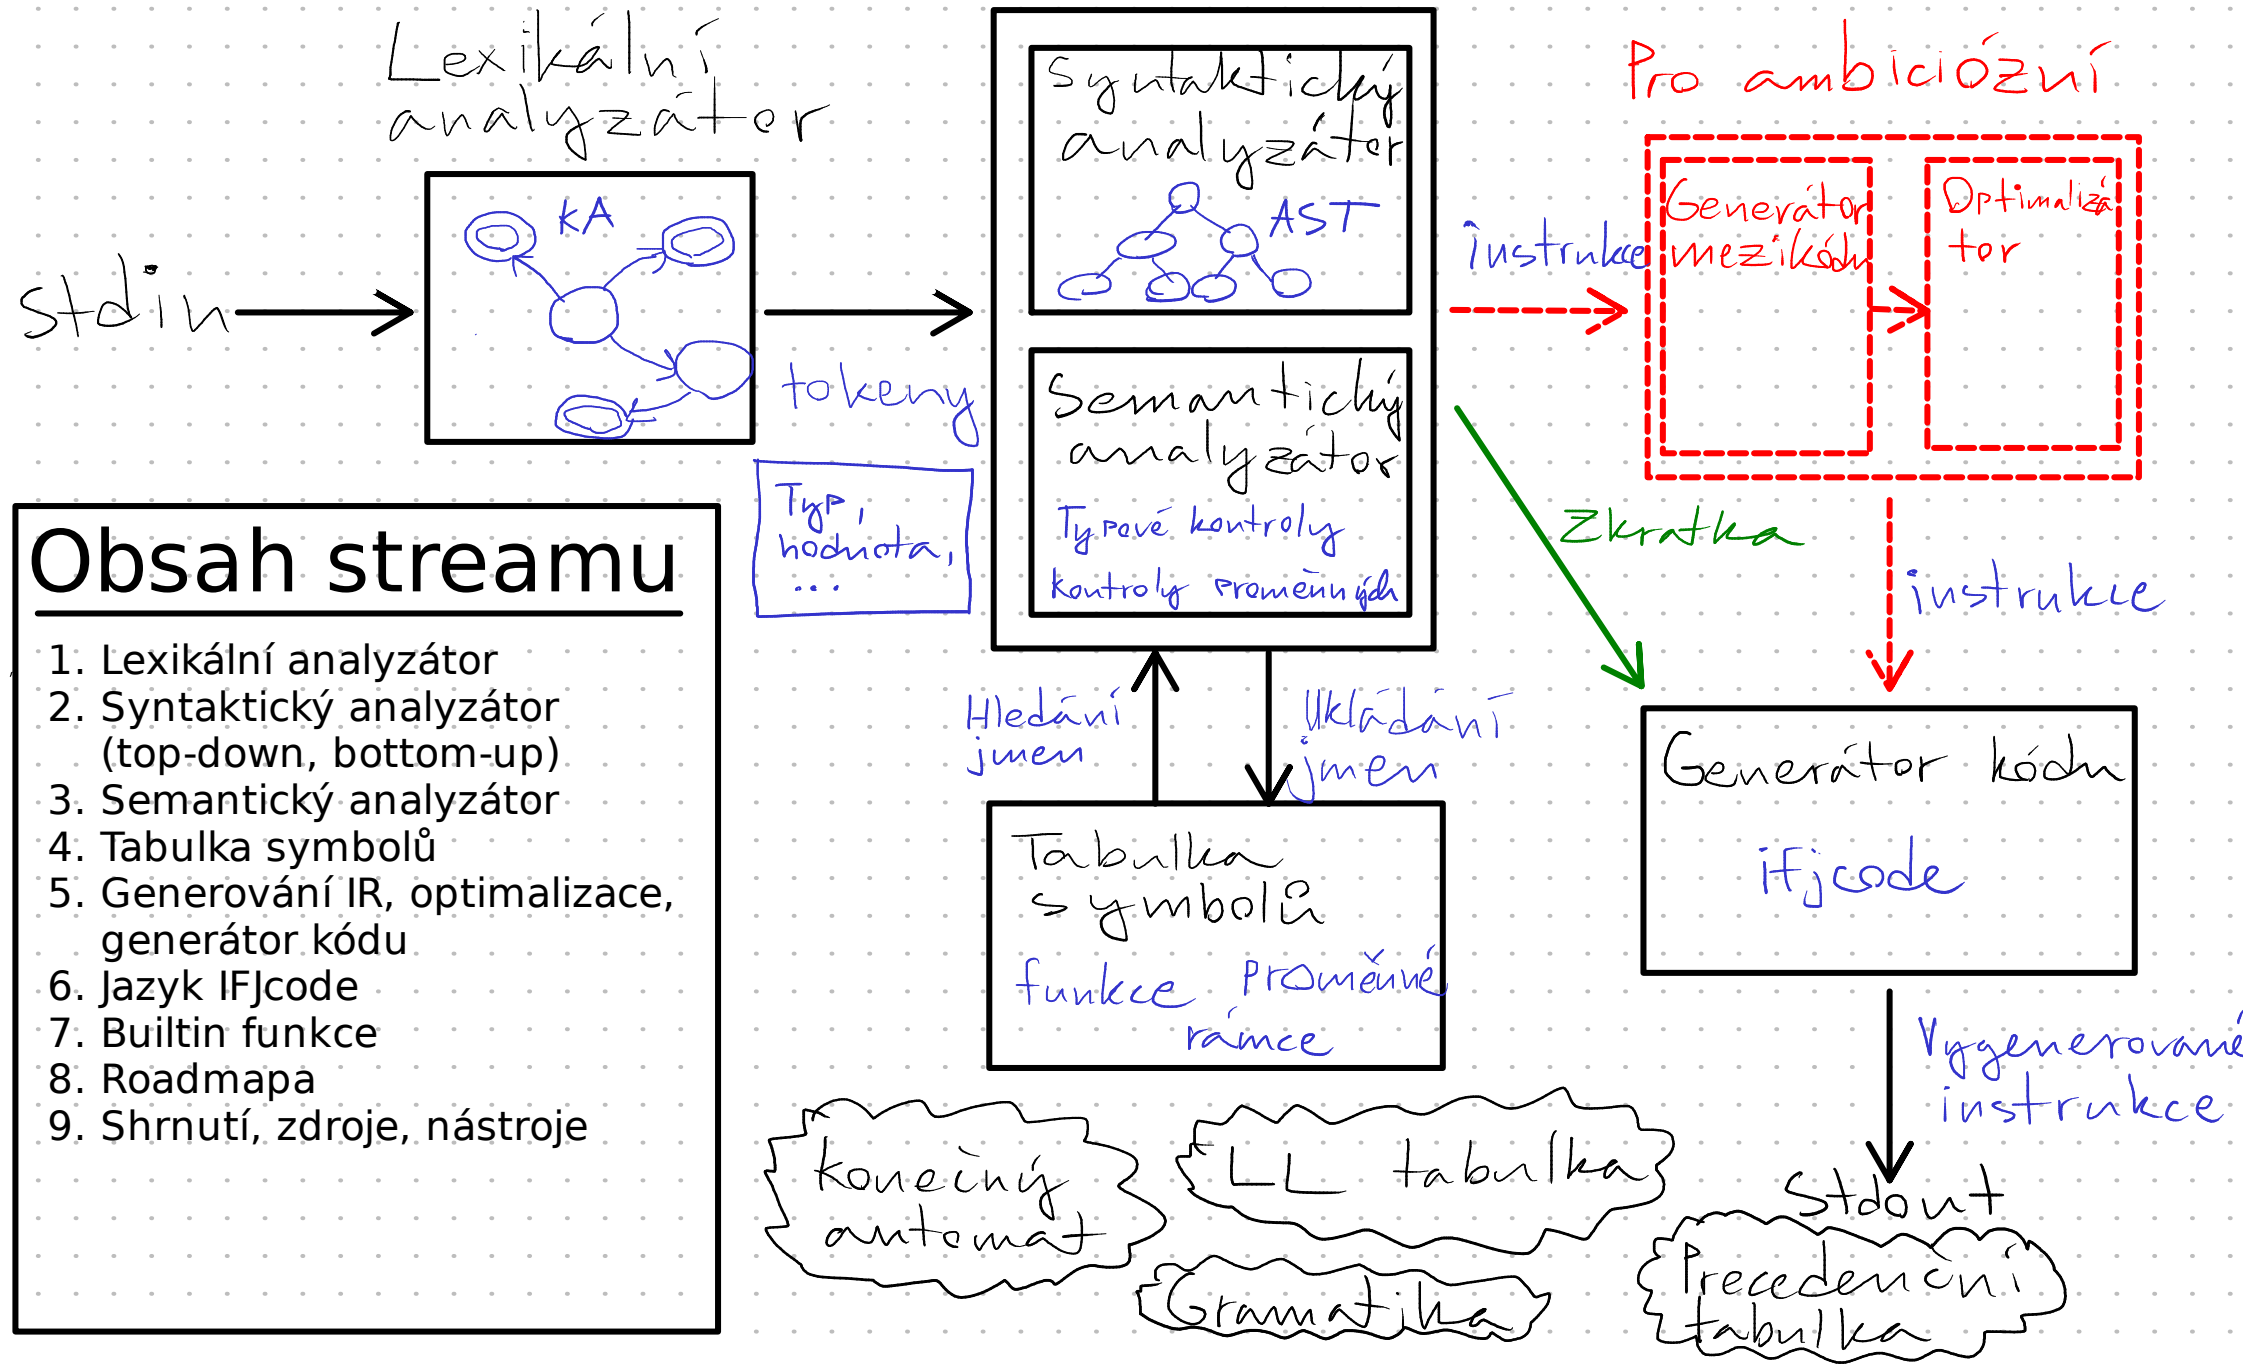 Lexikální
analyzátor
stdin
KA
tokeny
Typ,
hodnota,
...
Syntaktický
analyzátor
AST
Semantický
analyzátor
Typové kontroly
kontroly proměnných
instrukce
Pro ambiciózní
Generátor
mezikódu
Optimalizá
tor
Zkratka
instrukce
Hledání
jmen
Ukládání
jmen
Tabulka
symbolů
funkce proměnné
rámce
Generátor kódu
ifjcode
Vygenerované
instrukce
Stdout
Obsah streamu
1. Lexikální analyzátor
2. Syntaktický analyzátor
(top-down, bottom-up)
3. Semantický analyzátor
4. Tabulka symbolů
5. Generování IR, optimalizace,
generátor kódu
6. Jazyk IFJcode
7. Builtin funkce
8. Roadmapa
9. Shrnutí, zdroje, nástroje
konečný
automat
LL tabulka
Gramatika
Precedenční
tabulka